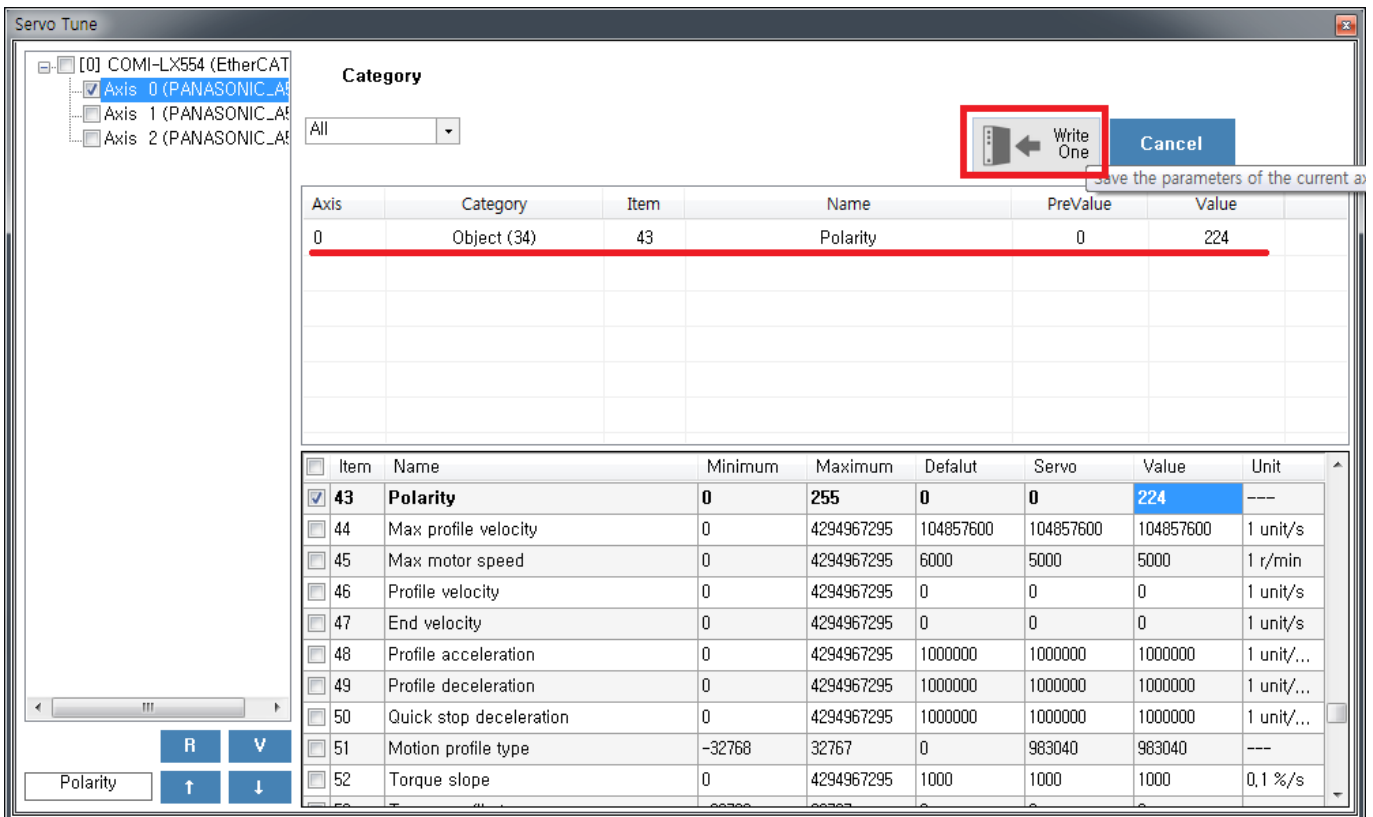 Servo Tune
[0] COMI-LX554 (EtherCAT
Axis 0 (PANASONIC_A5
Axis 1 (PANASONIC_A5
Axis 2 (PANASONIC_A5
Category
All
Write One
Cancel
Save the parameters of the current ax
Axis Category Item Name PreValue Value
0 Object (34) 43 Polarity 0 224
Item Name Minimum Maximum Defalut Servo Value Unit
43 Polarity 0 255 0 0 224 ---
44 Max profile velocity 0 4294967295 104857600 104857600 104857600 1 unit/s
45 Max motor speed 0 4294967295 6000 5000 5000 1 r/min
46 Profile velocity 0 4294967295 0 0 0 1 unit/s
47 End velocity 0 4294967295 0 0 0 1 unit/s
48 Profile acceleration 0 4294967295 1000000 1000000 1000000 1 unit/...
49 Profile deceleration 0 4294967295 1000000 1000000 1000000 1 unit/...
50 Quick stop deceleration 0 4294967295 1000000 1000000 1000000 1 unit/...
51 Motion profile type -32768 32767 0 983040 983040 ---
52 Torque slope 0 4294967295 1000 1000 1000 0,1 %/s
R V
Polarity ↑ ↓